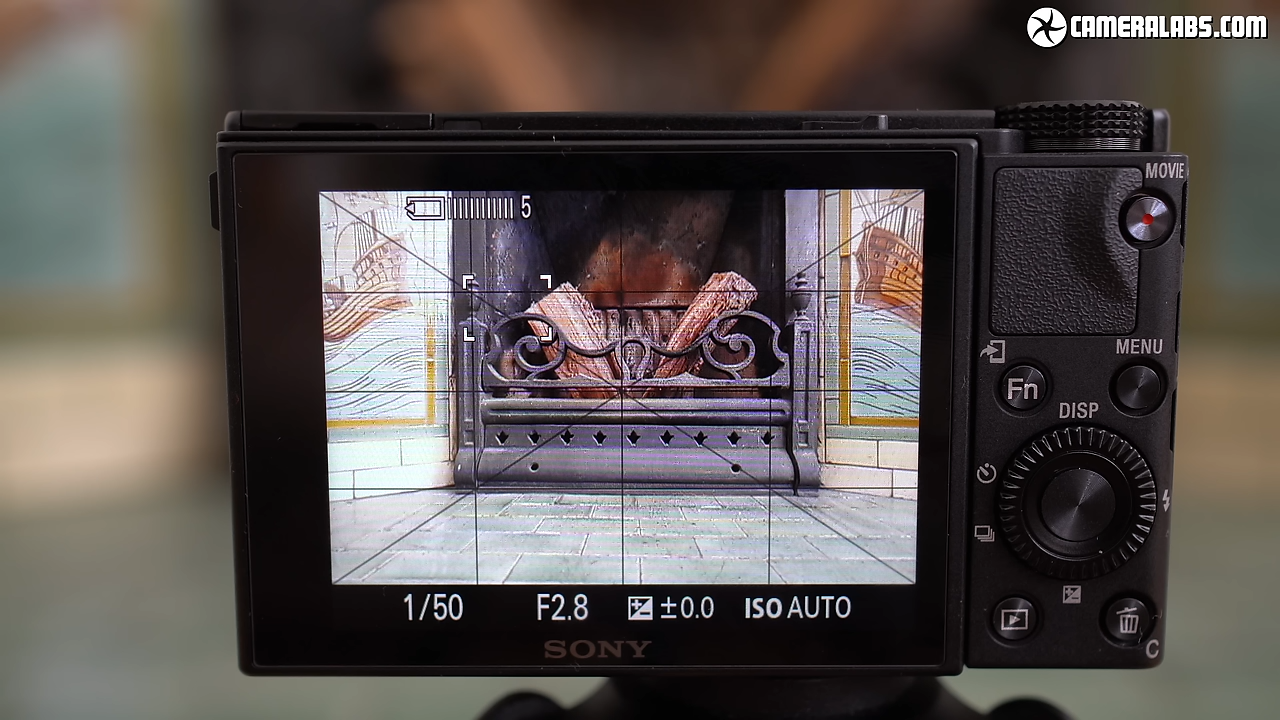 CAMERALABS.COM
MOVIE
5
MENU
Fn
DISP
1/50 F2.8 ±0.0 ISO AUTO
SONY
C